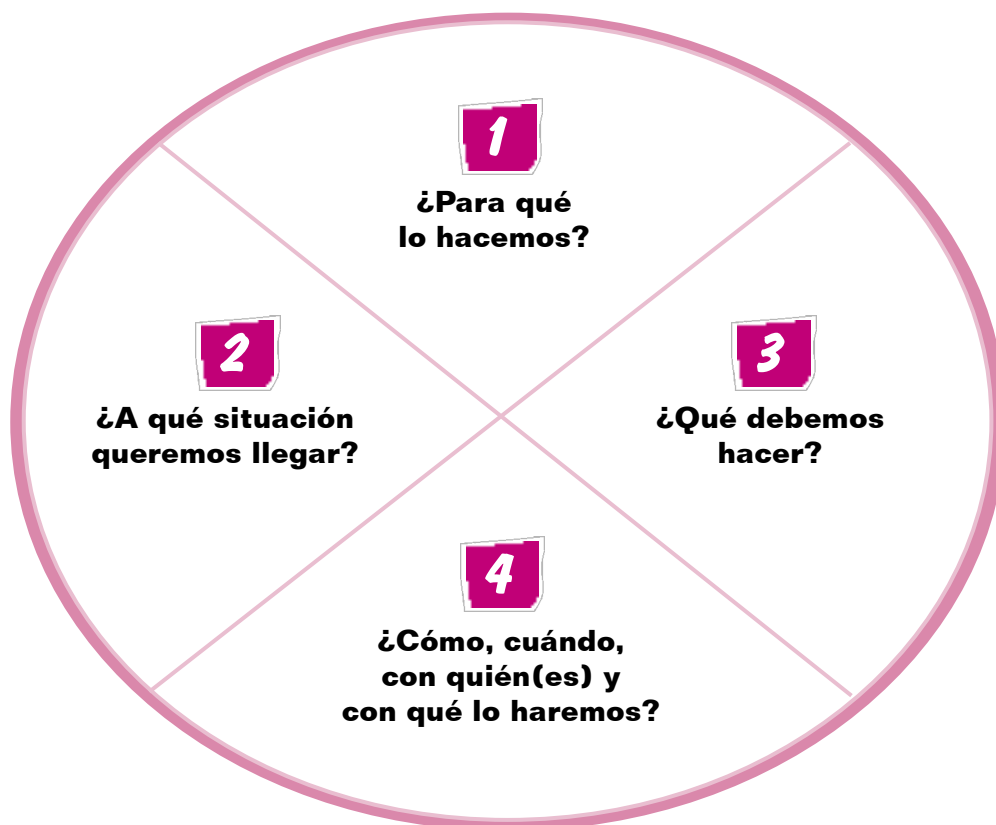 1
¿Para qué
lo hacemos?
2
¿A qué situación
queremos llegar?
3
¿Qué debemos
hacer?
4
¿Cómo, cuándo,
con quién(es) y
con qué lo haremos?